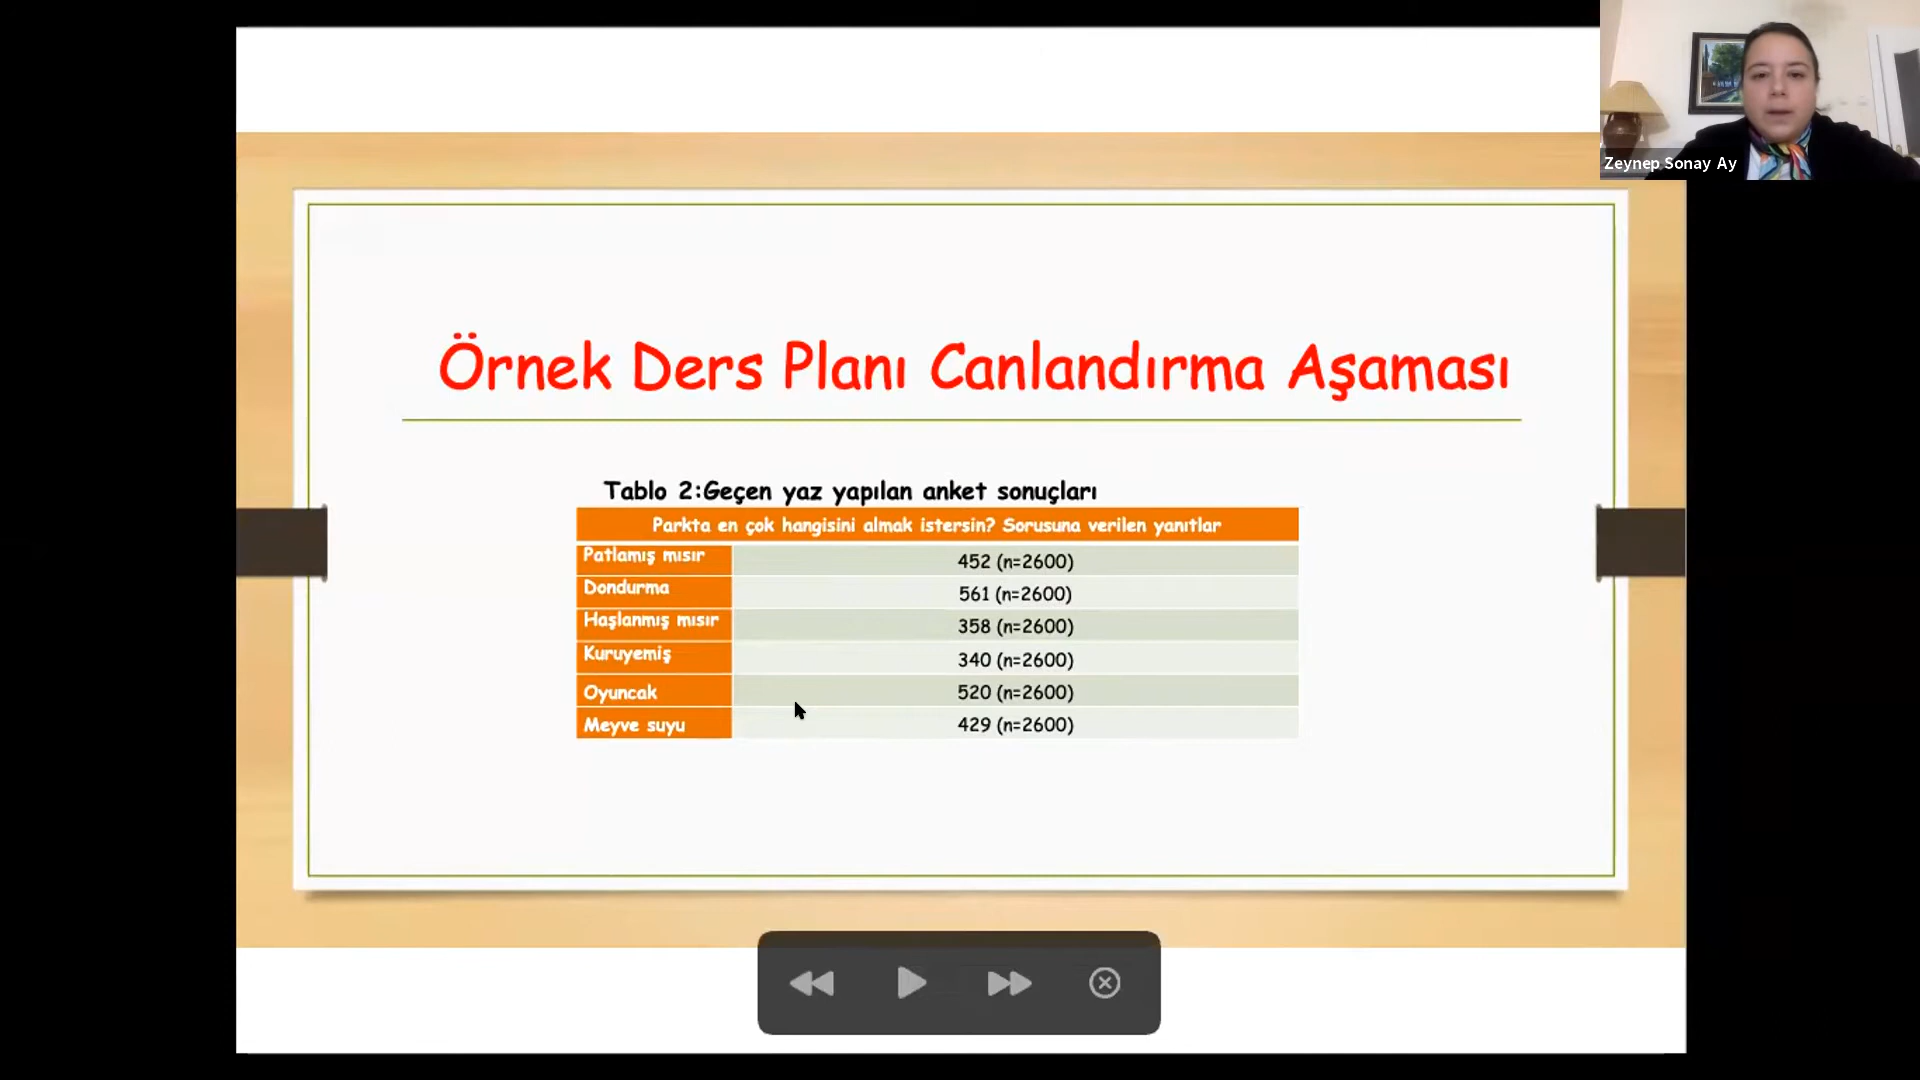 Zeynep Sonay Ay
Örnek Ders Planı Canlandırma Aşaması
Tablo 2:Geçen yaz yapılan anket sonuçları
Parkta en çok hangisini almak istersin? Sorusuna verilen yanıtlar
Patlamış mısır 452 (n=2600)
Dondurma 561 (n=2600)
Haşlanmış mısır 358 (n=2600)
Kuruyemiş 340 (n=2600)
Oyuncak 520 (n=2600)
Meyve suyu 429 (n=2600)